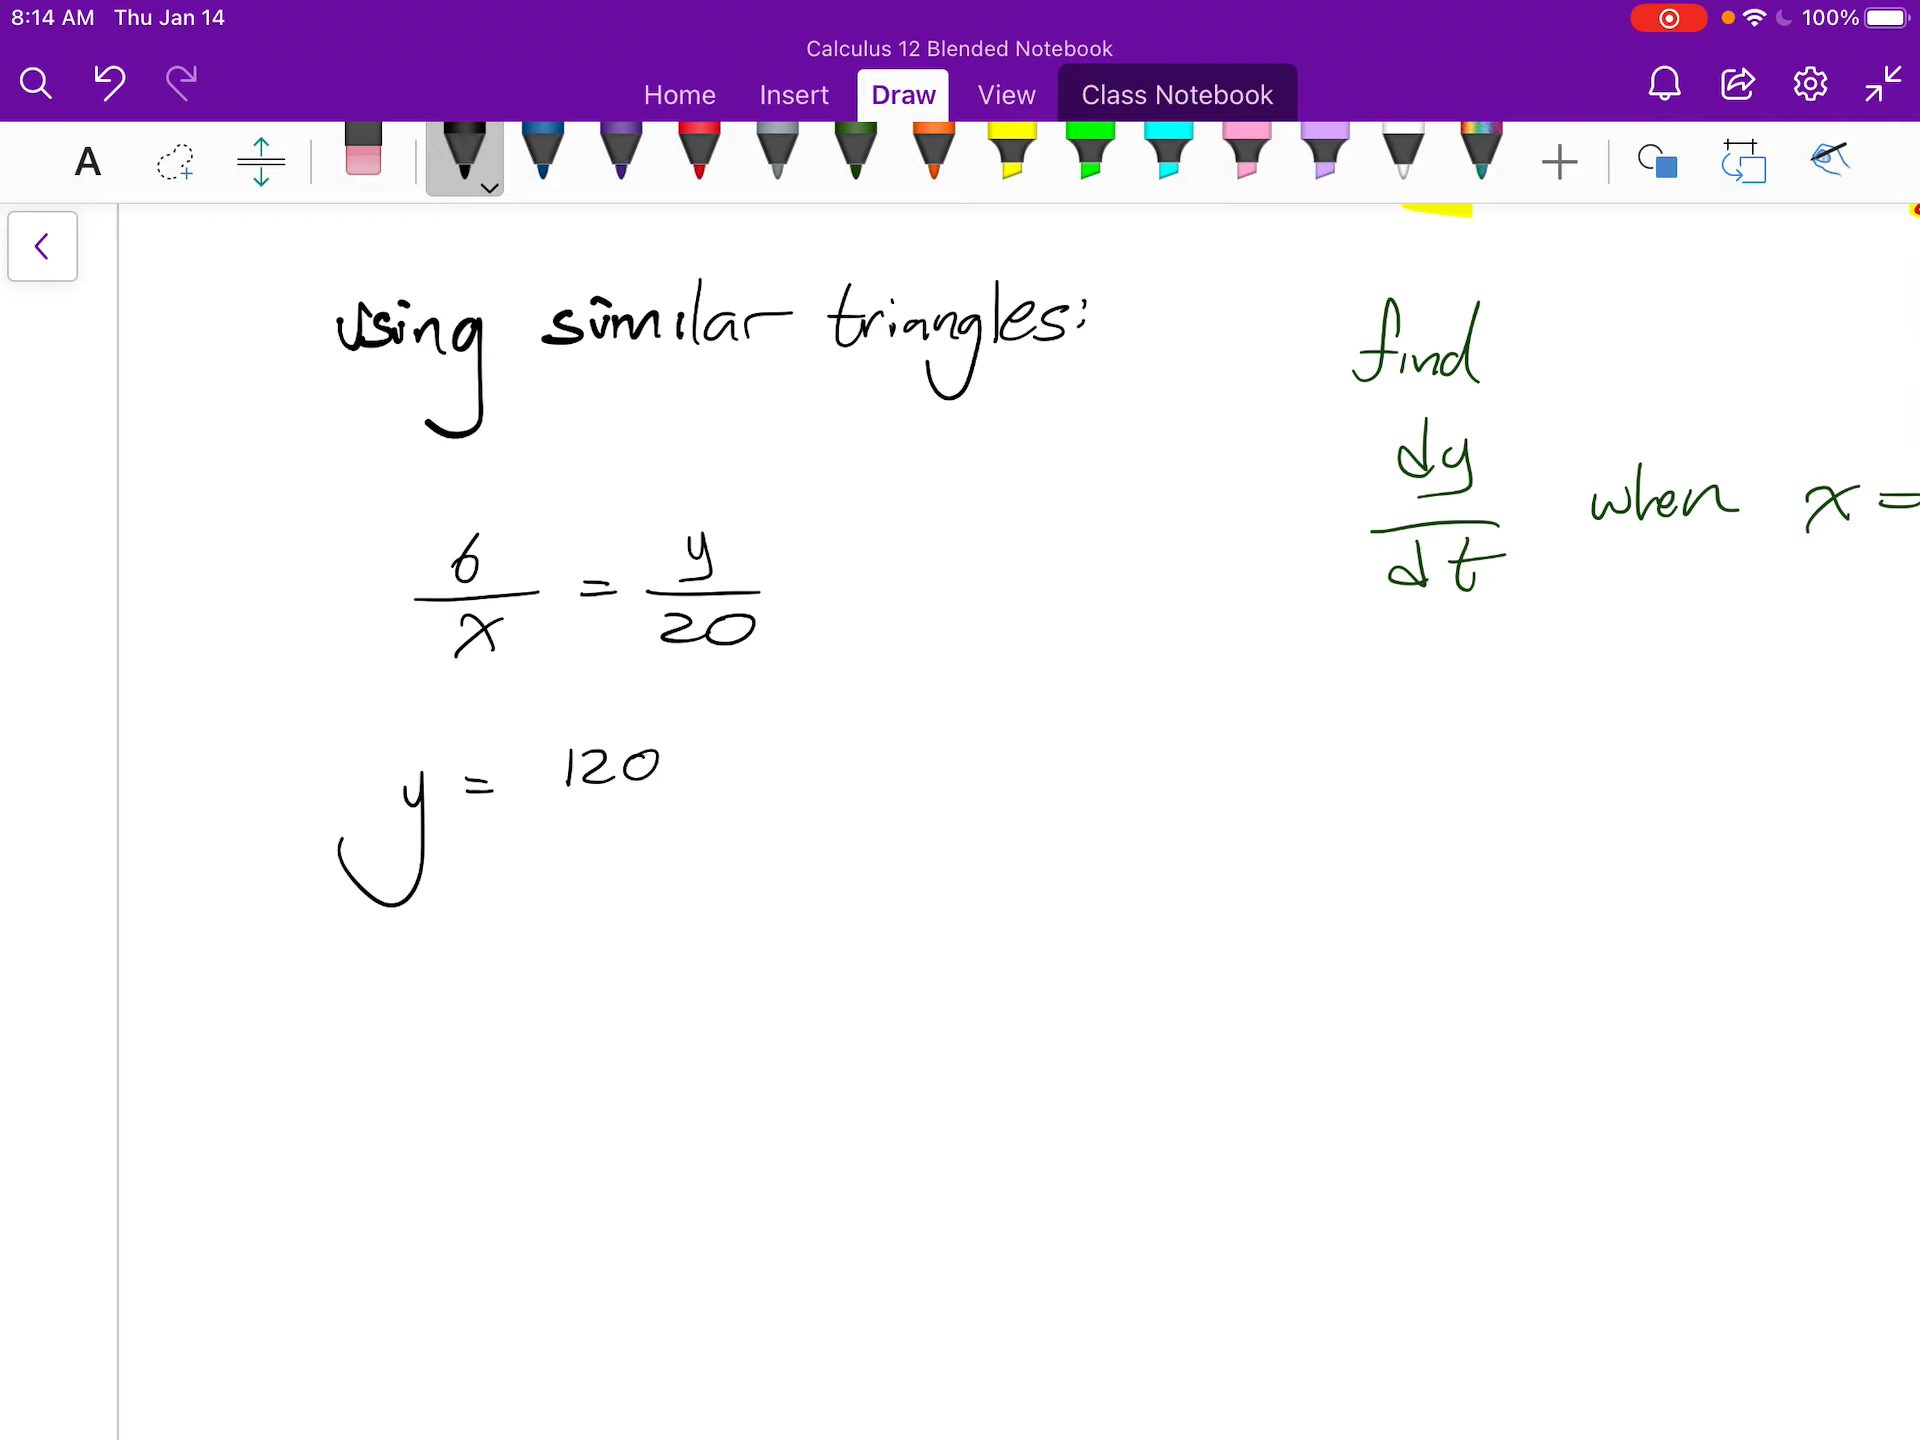 8:14 AM Thu Jan 14
100%
Calculus 12 Blended Notebook
Home Insert Draw View Class Notebook
A
using similar triangles:
find
dy
dt
when x =
6
x
=
y
20
y = 120